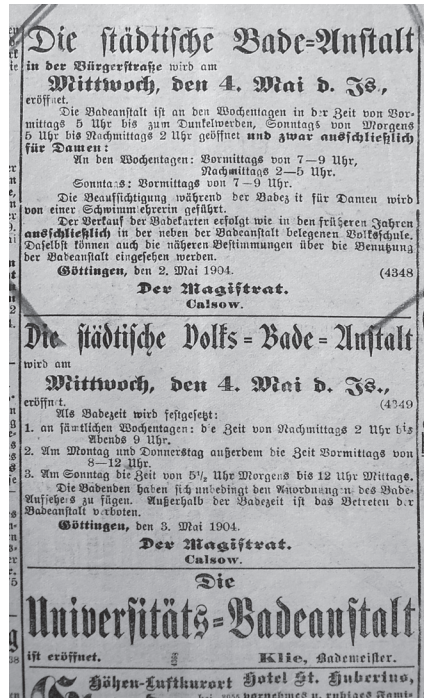 Die städtische Bade=Anstalt
in der Bürgerstraße wird am
Mittwoch, den 4. Mai d. Js.,
eröffnet.
Die Badeanstalt ist an den Wochentagen in der Zeit von Vor-
mittags 5 Uhr bis zum Dunkelwerden, Sonntags von Morgens
5 Uhr bis Nachmittags 2 Uhr geöffnet und zwar ausschließlich
für Damen:
An den Wochentagen: Vormittags von 7—9 Uhr,
Nachmittags 2—5 Uhr.
Sonntags: Vormittags von 7—9 Uhr.
Die Beaufsichtigung während der Badezeit für Damen wird
von einer Schwimmlehrerin geführt.
Der Verkauf der Badekarten erfolgt wie in den früheren Jahren
ausschließlich in der neben der Badeanstalt belegenen Volksschule.
Daselbst können auch die näheren Bestimmungen über die Benutzung
der Badeanstalt eingesehen werden.
Göttingen, den 2. Mai 1904. (4348
Der Magistrat.
Calsow.
Die städtische Volks=Bade=Anstalt
wird am
Mittwoch, den 4. Mai d. Js.,
eröffnet. (4349
Als Badezeit wird festgesetzt:
1. an sämtlichen Wochentagen: die Zeit von Nachmittags 2 Uhr bis
Abends 9 Uhr.
2. Am Montag und Donnerstag außerdem die Zeit Vormittags von
8—12 Uhr.
3. Am Sonntag die Zeit von 5½ Uhr Morgens bis 12 Uhr Mittags.
Die Badenden haben sich unbedingt den Anordnungen des Bade-
Aufsehers zu fügen. Außerhalb der Badezeit ist das Betreten der
Badeanstalt verboten.
Göttingen, den 3. Mai 1904.
Der Magistrat.
Calsow.
Die
Universitäts=Badeanstalt
ist eröffnet. Klie, Bademeister.
Höhen-Luftkurort Hotel St. Hubertus,
vornehmes u. ruhiges Fami-